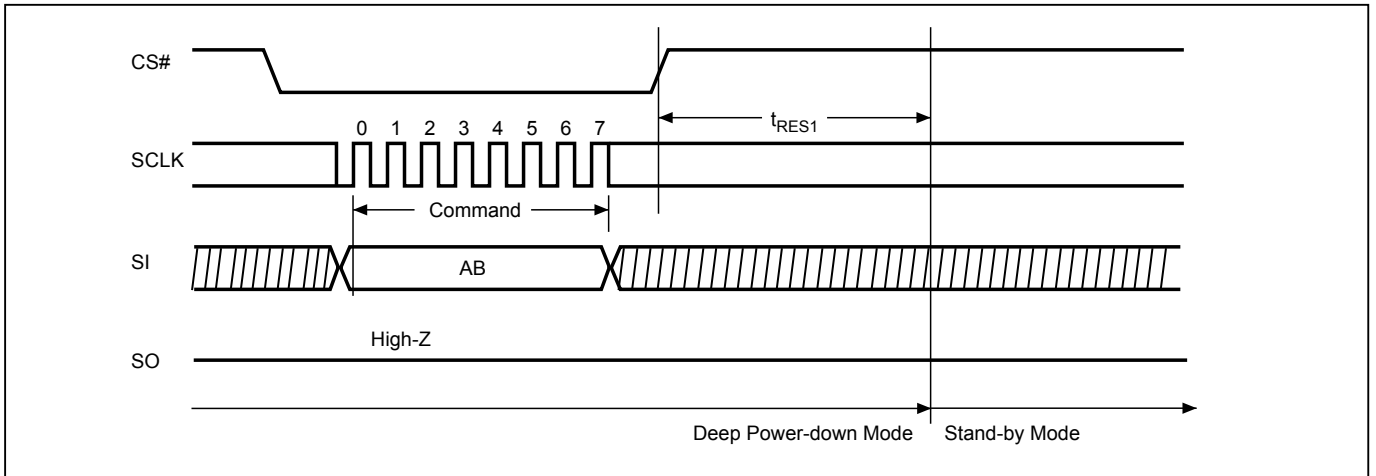 CS#
0 1 2 3 4 5 6 7
tRES1
SCLK
Command
SI
AB
High-Z
SO
Deep Power-down Mode Stand-by Mode